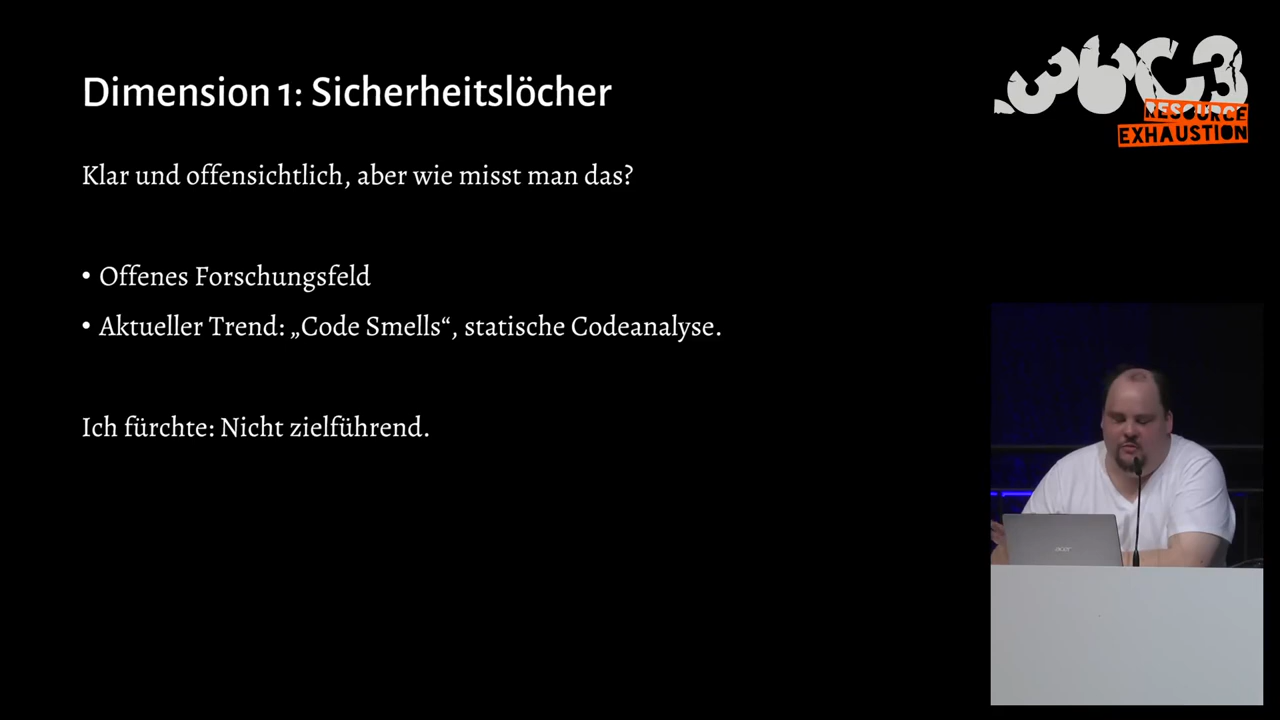 Dimension 1: Sicherheitslöcher
36C3
RESOURCE
EXHAUSTION
Klar und offensichtlich, aber wie misst man das?
• Offenes Forschungsfeld
• Aktueller Trend: „Code Smells“, statische Codeanalyse.
Ich fürchte: Nicht zielführend.
acer